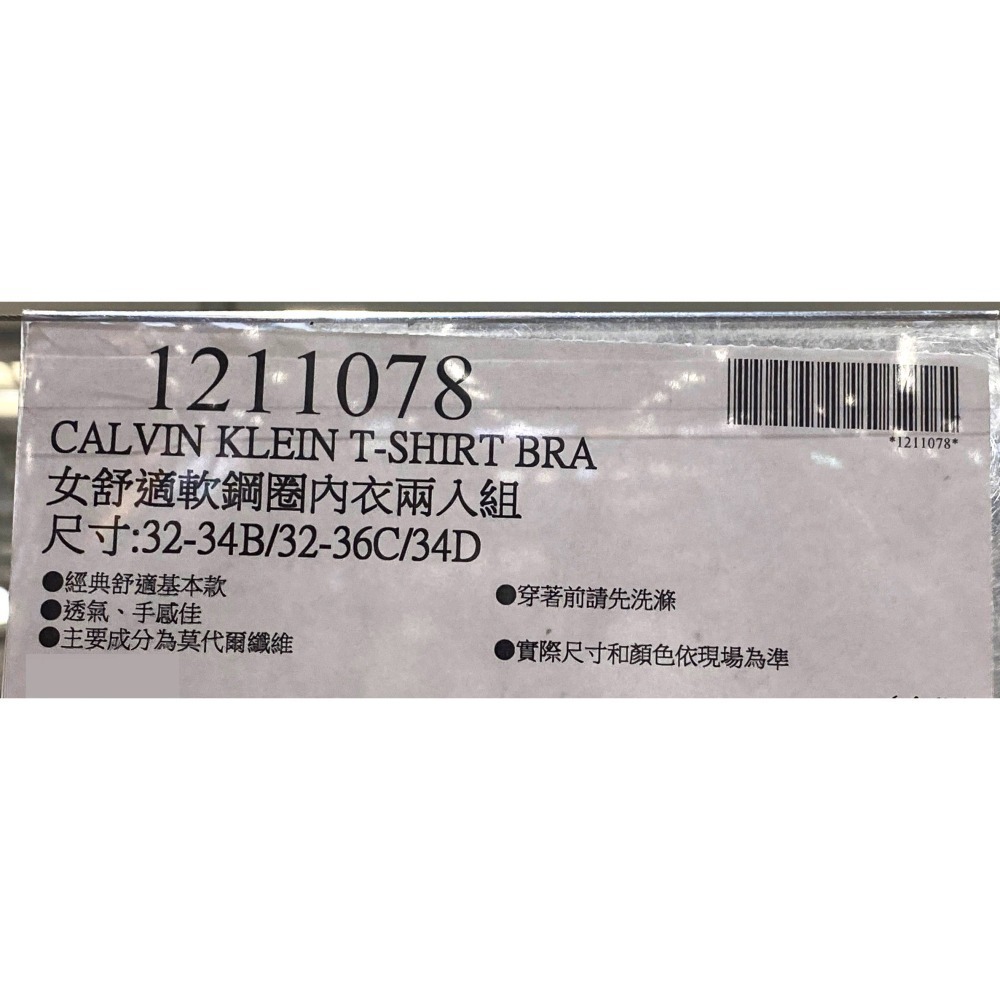 1211078
*1211078*
CALVIN KLEIN T-SHIRT BRA
女舒適軟鋼圈內衣兩入組
尺寸:32-34B/32-36C/34D
●經典舒適基本款
●透氣、手感佳
●主要成分為莫代爾纖維
●穿著前請先洗滌
●實際尺寸和顏色依現場為準